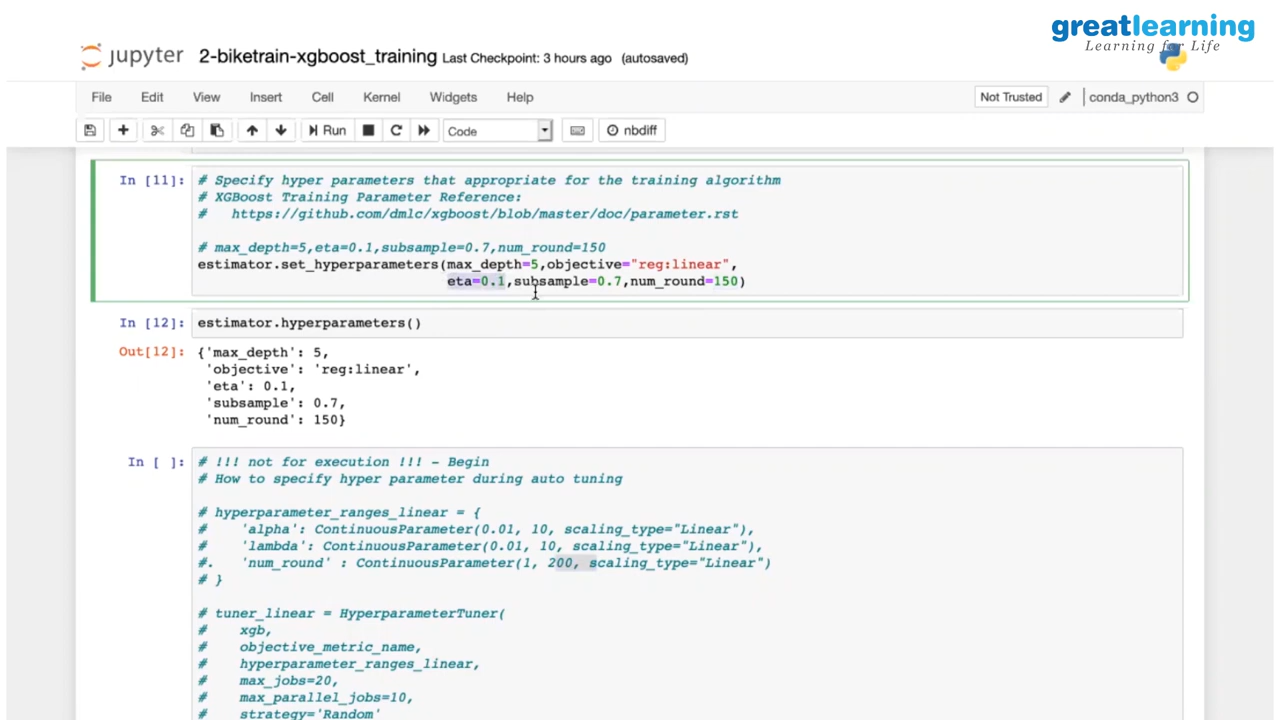 greatlearning
Learning for Life
jupyter 2-biketrain-xgboost_training Last Checkpoint: 3 hours ago (autosaved)
File Edit View Insert Cell Kernel Widgets Help Not Trusted conda_python3
Run Code nbdiff
In [11]: # Specify hyper parameters that appropriate for the training algorithm
# XGBoost Training Parameter Reference:
#   https://github.com/dmlc/xgboost/blob/master/doc/parameter.rst
# max_depth=5,eta=0.1,subsample=0.7,num_round=150
estimator.set_hyperparameters(max_depth=5,objective="reg:linear",
eta=0.1,subsample=0.7,num_round=150)
In [12]: estimator.hyperparameters()
Out[12]: {'max_depth': 5,
'objective': 'reg:linear',
'eta': 0.1,
'subsample': 0.7,
'num_round': 150}
In [ ]: # !!! not for execution !!! - Begin
# How to specify hyper parameter during auto tuning
# hyperparameter_ranges_linear = {
#    'alpha': ContinuousParameter(0.01, 10, scaling_type="Linear"),
#    'lambda': ContinuousParameter(0.01, 10, scaling_type="Linear"),
#.   'num_round' : ContinuousParameter(1, 200, scaling_type="Linear")
# }
# tuner_linear = HyperparameterTuner(
#    xgb,
#    objective_metric_name,
#    hyperparameter_ranges_linear,
#    max_jobs=20,
#    max_parallel_jobs=10,
#    strategy='Random'